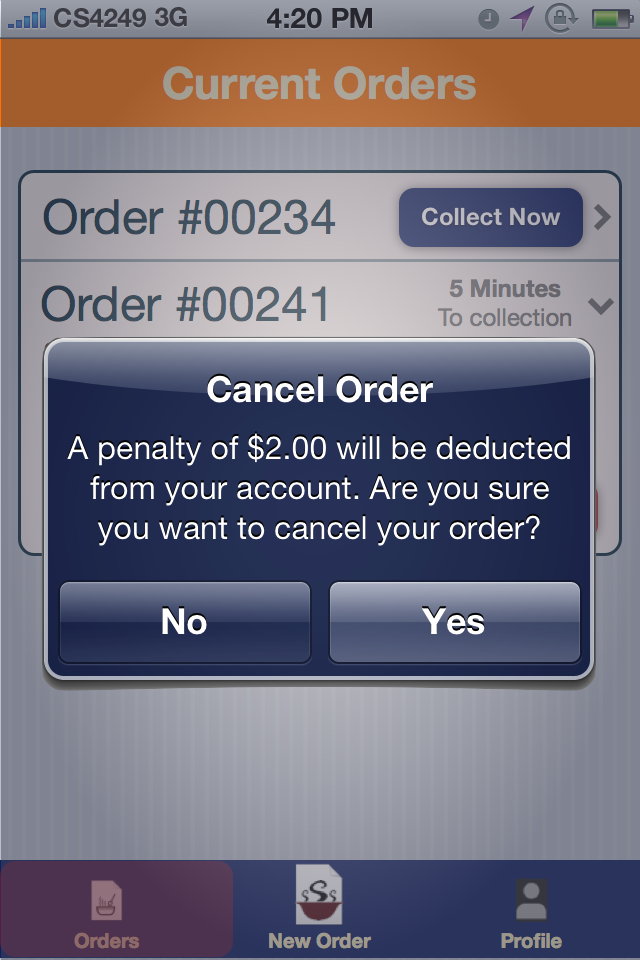 CS4249 3G 4:20 PM
Current Orders
Order #00234 Collect Now
Order #00241 5 Minutes
To collection
Cancel Order
A penalty of $2.00 will be deducted
from your account. Are you sure
you want to cancel your order?
No Yes
sSs
Orders New Order Profile